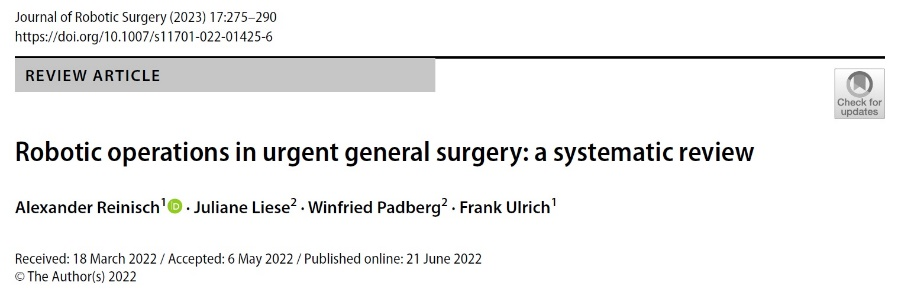 Journal of Robotic Surgery (2023) 17:275–290
https://doi.org/10.1007/s11701-022-01425-6
REVIEW ARTICLE
Check for
updates
Robotic operations in urgent general surgery: a systematic review
Alexander Reinisch¹ iD · Juliane Liese² · Winfried Padberg² · Frank Ulrich¹
Received: 18 March 2022 / Accepted: 6 May 2022 / Published online: 21 June 2022
© The Author(s) 2022